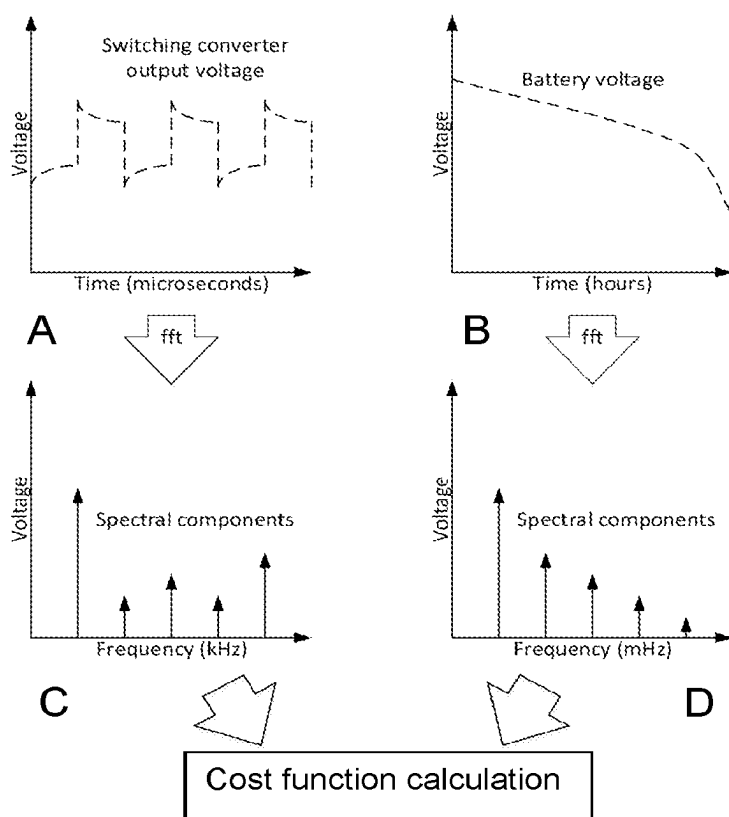 Switching converter
output voltage
Voltage
Time (microseconds)
Battery voltage
Voltage
Time (hours)
A
fft
B
fft
Voltage
Spectral components
Frequency (kHz)
Voltage
Spectral components
Frequency (mHz)
C
D
Cost function calculation